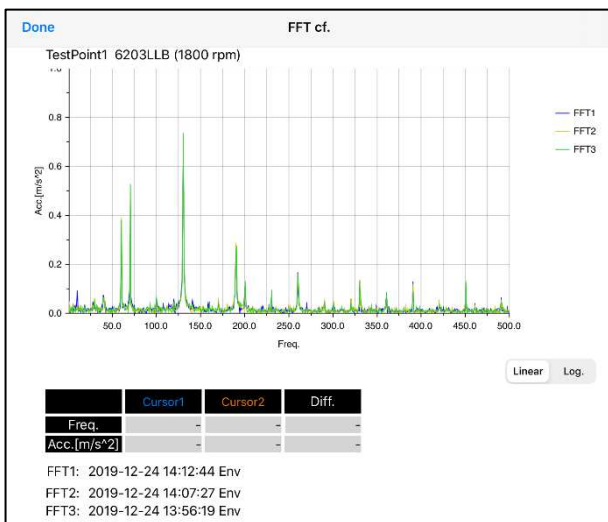 Done FFT cf.
TestPoint1 6203LLB (1800 rpm)
1.0
0.8
0.6
0.4
0.2
0.0
Acc.[m/s^2]
50.0 100.0 150.0 200.0 250.0 300.0 350.0 400.0 450.0 500.0
Freq.
FFT1
FFT2
FFT3
Linear Log.
Cursor1 Cursor2 Diff.
Freq. - - -
Acc.[m/s^2] - - -
FFT1: 2019-12-24 14:12:44 Env
FFT2: 2019-12-24 14:07:27 Env
FFT3: 2019-12-24 13:56:19 Env